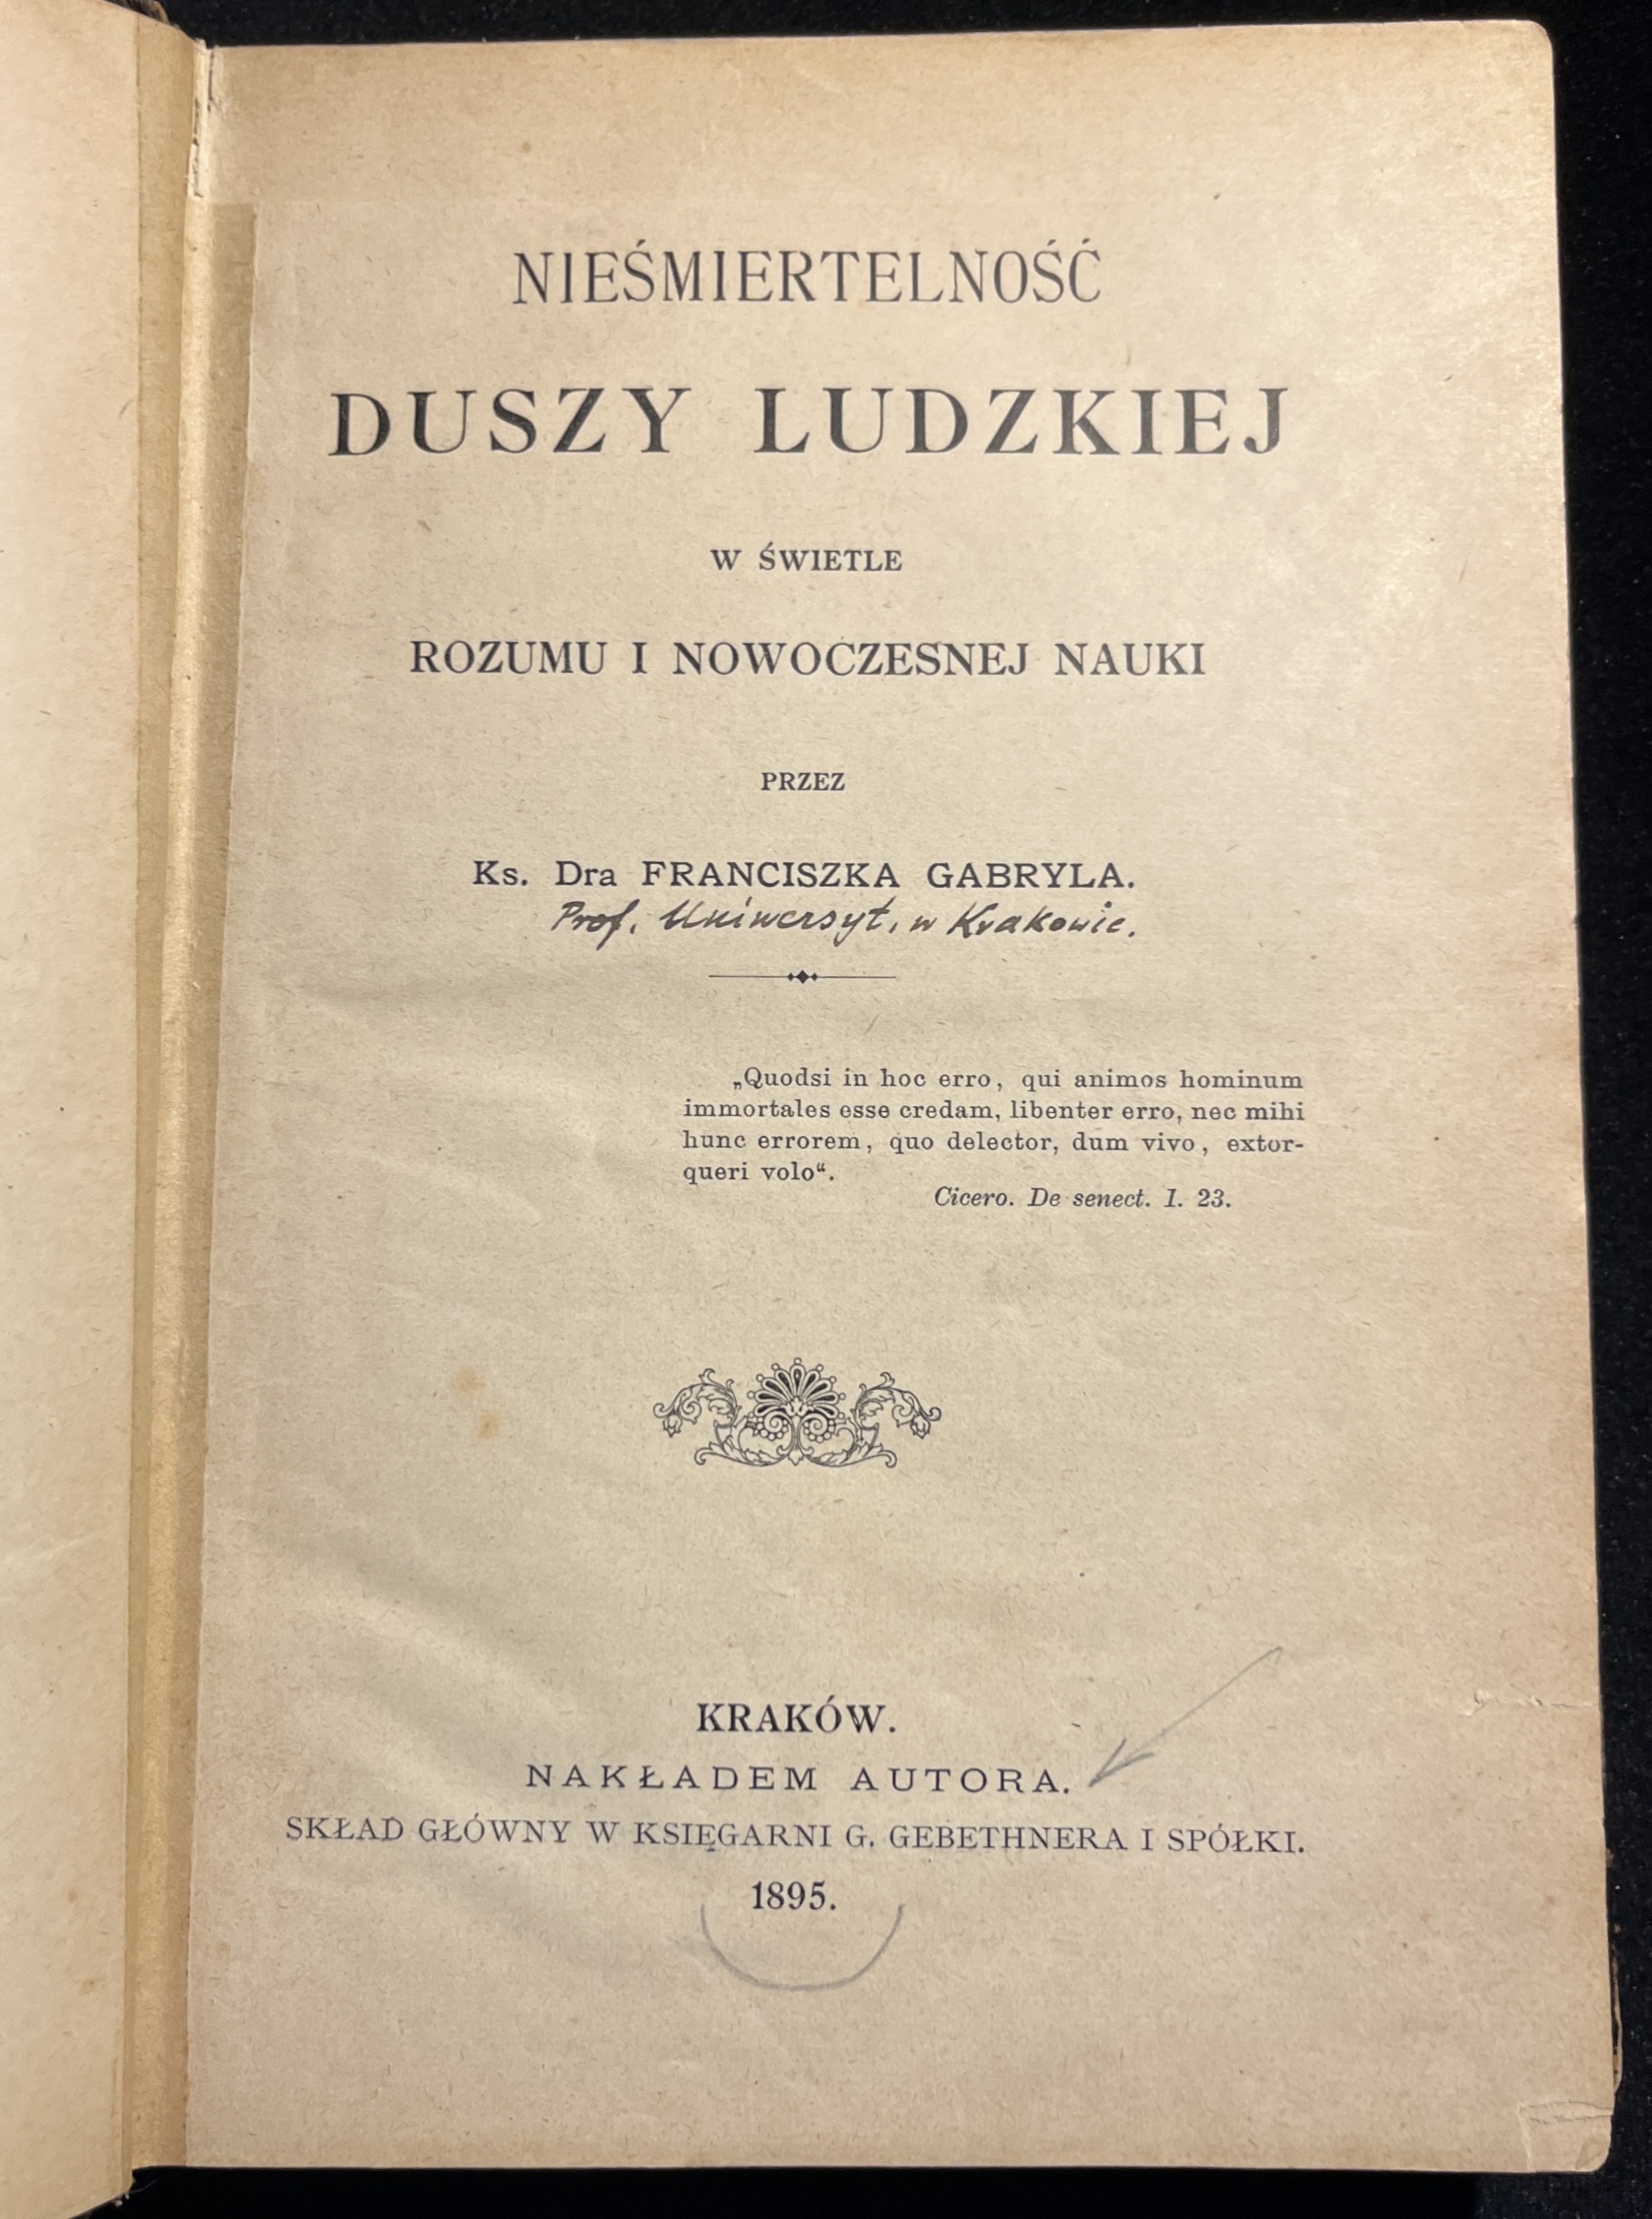 NIEŚMIERTELNOŚĆ
DUSZY LUDZKIEJ
W ŚWIETLE
ROZUMU I NOWOCZESNEJ NAUKI
PRZEZ
Ks. Dra FRANCISZKA GABRYLA.
Prof. Uniwersyt. w Krakowie.
„Quodsi in hoc erro, qui animos hominum
immortales esse credam, libenter erro, nec mihi
hunc errorem, quo delector, dum vivo, extor-
queri volo“.
Cicero. De senect. I. 23.
KRAKÓW.
NAKŁADEM AUTORA.
SKŁAD GŁÓWNY W KSIĘGARNI G. GEBETHNERA I SPÓŁKI.
1895.